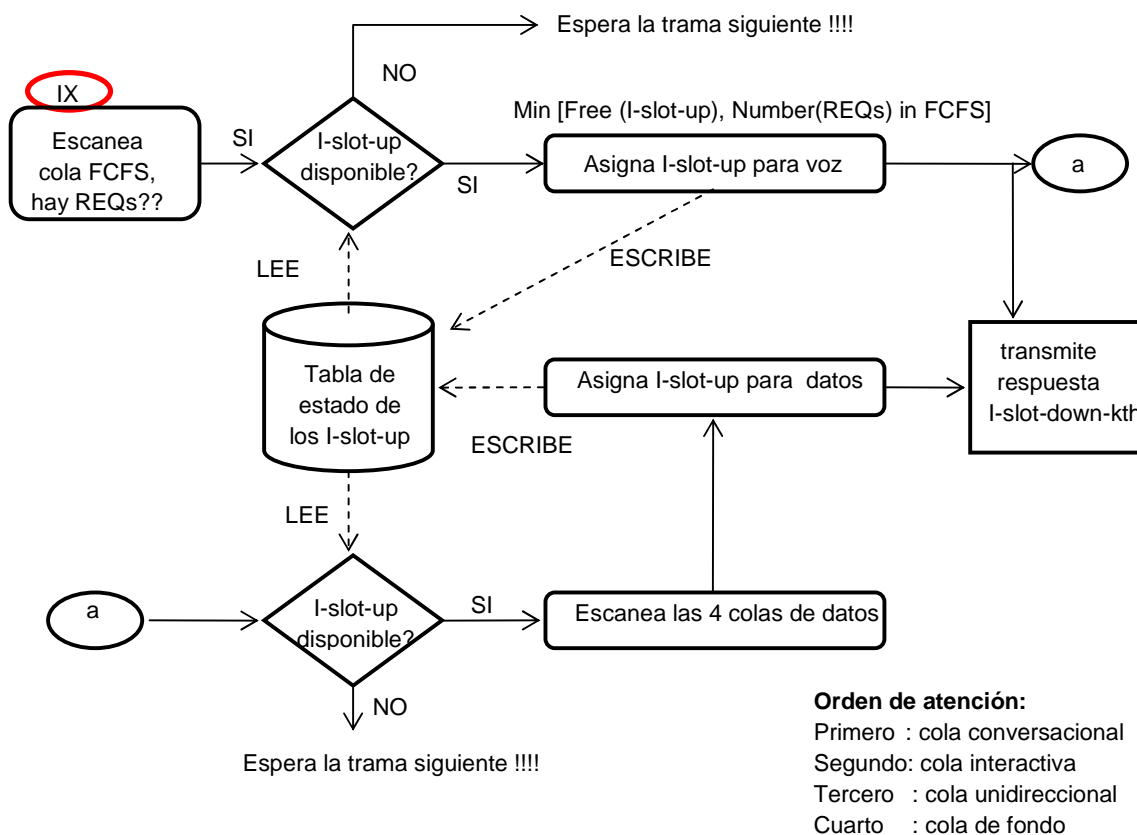 Espera la trama siguiente !!!!
NO
IX
Min [Free (I-slot-up), Number(REQs) in FCFS]
Escanea
cola FCFS,
hay REQs??
SI
I-slot-up
disponible?
SI
Asigna I-slot-up para voz
a
LEE
ESCRIBE
Tabla de
estado de
los I-slot-up
Asigna I-slot-up para datos
ESCRIBE
transmite
respuesta
I-slot-down-kth
LEE
a
I-slot-up
disponible?
SI
Escanea las 4 colas de datos
NO
Espera la trama siguiente !!!!
Orden de atención:
Primero : cola conversacional
Segundo: cola interactiva
Tercero : cola unidireccional
Cuarto : cola de fondo